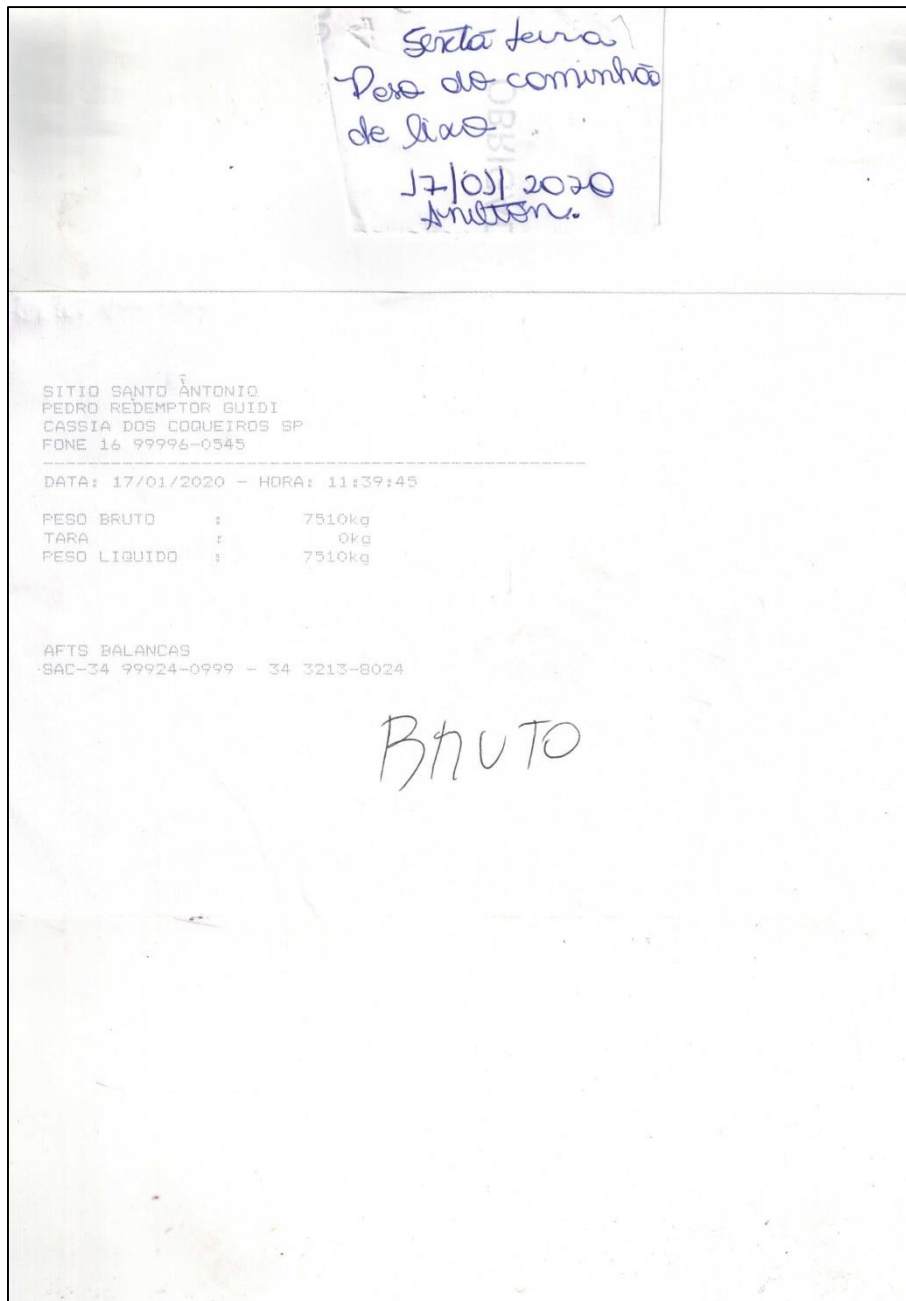 Sexta feira
Peso do caminhão
de lixo
17/01/2020
Anilton.
SITIO SANTO ANTONIO
PEDRO REDEMPTOR GUIDI
CASSIA DOS COQUEIROS SP
FONE 16 99996-0545
DATA: 17/01/2020 - HORA: 11:39:45
PESO BRUTO : 7510kg
TARA : 0kg
PESO LIQUIDO : 7510kg
AFTS BALANCAS
SAC-34 99924-0999 - 34 3213-8024
BRUTO